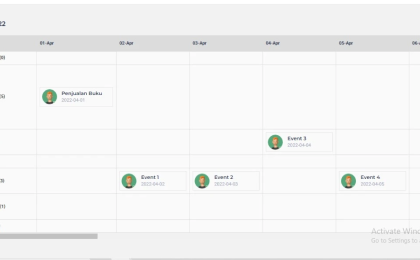 22
01-Apr 02-Apr 03-Apr 04-Apr 05-Apr
Penjualan Buku
2022-04-01
Event 3
2022-04-04
Event 1
2022-04-02
Event 2
2022-04-03
Event 4
2022-04-05
Activate Wind
Go to Settings to